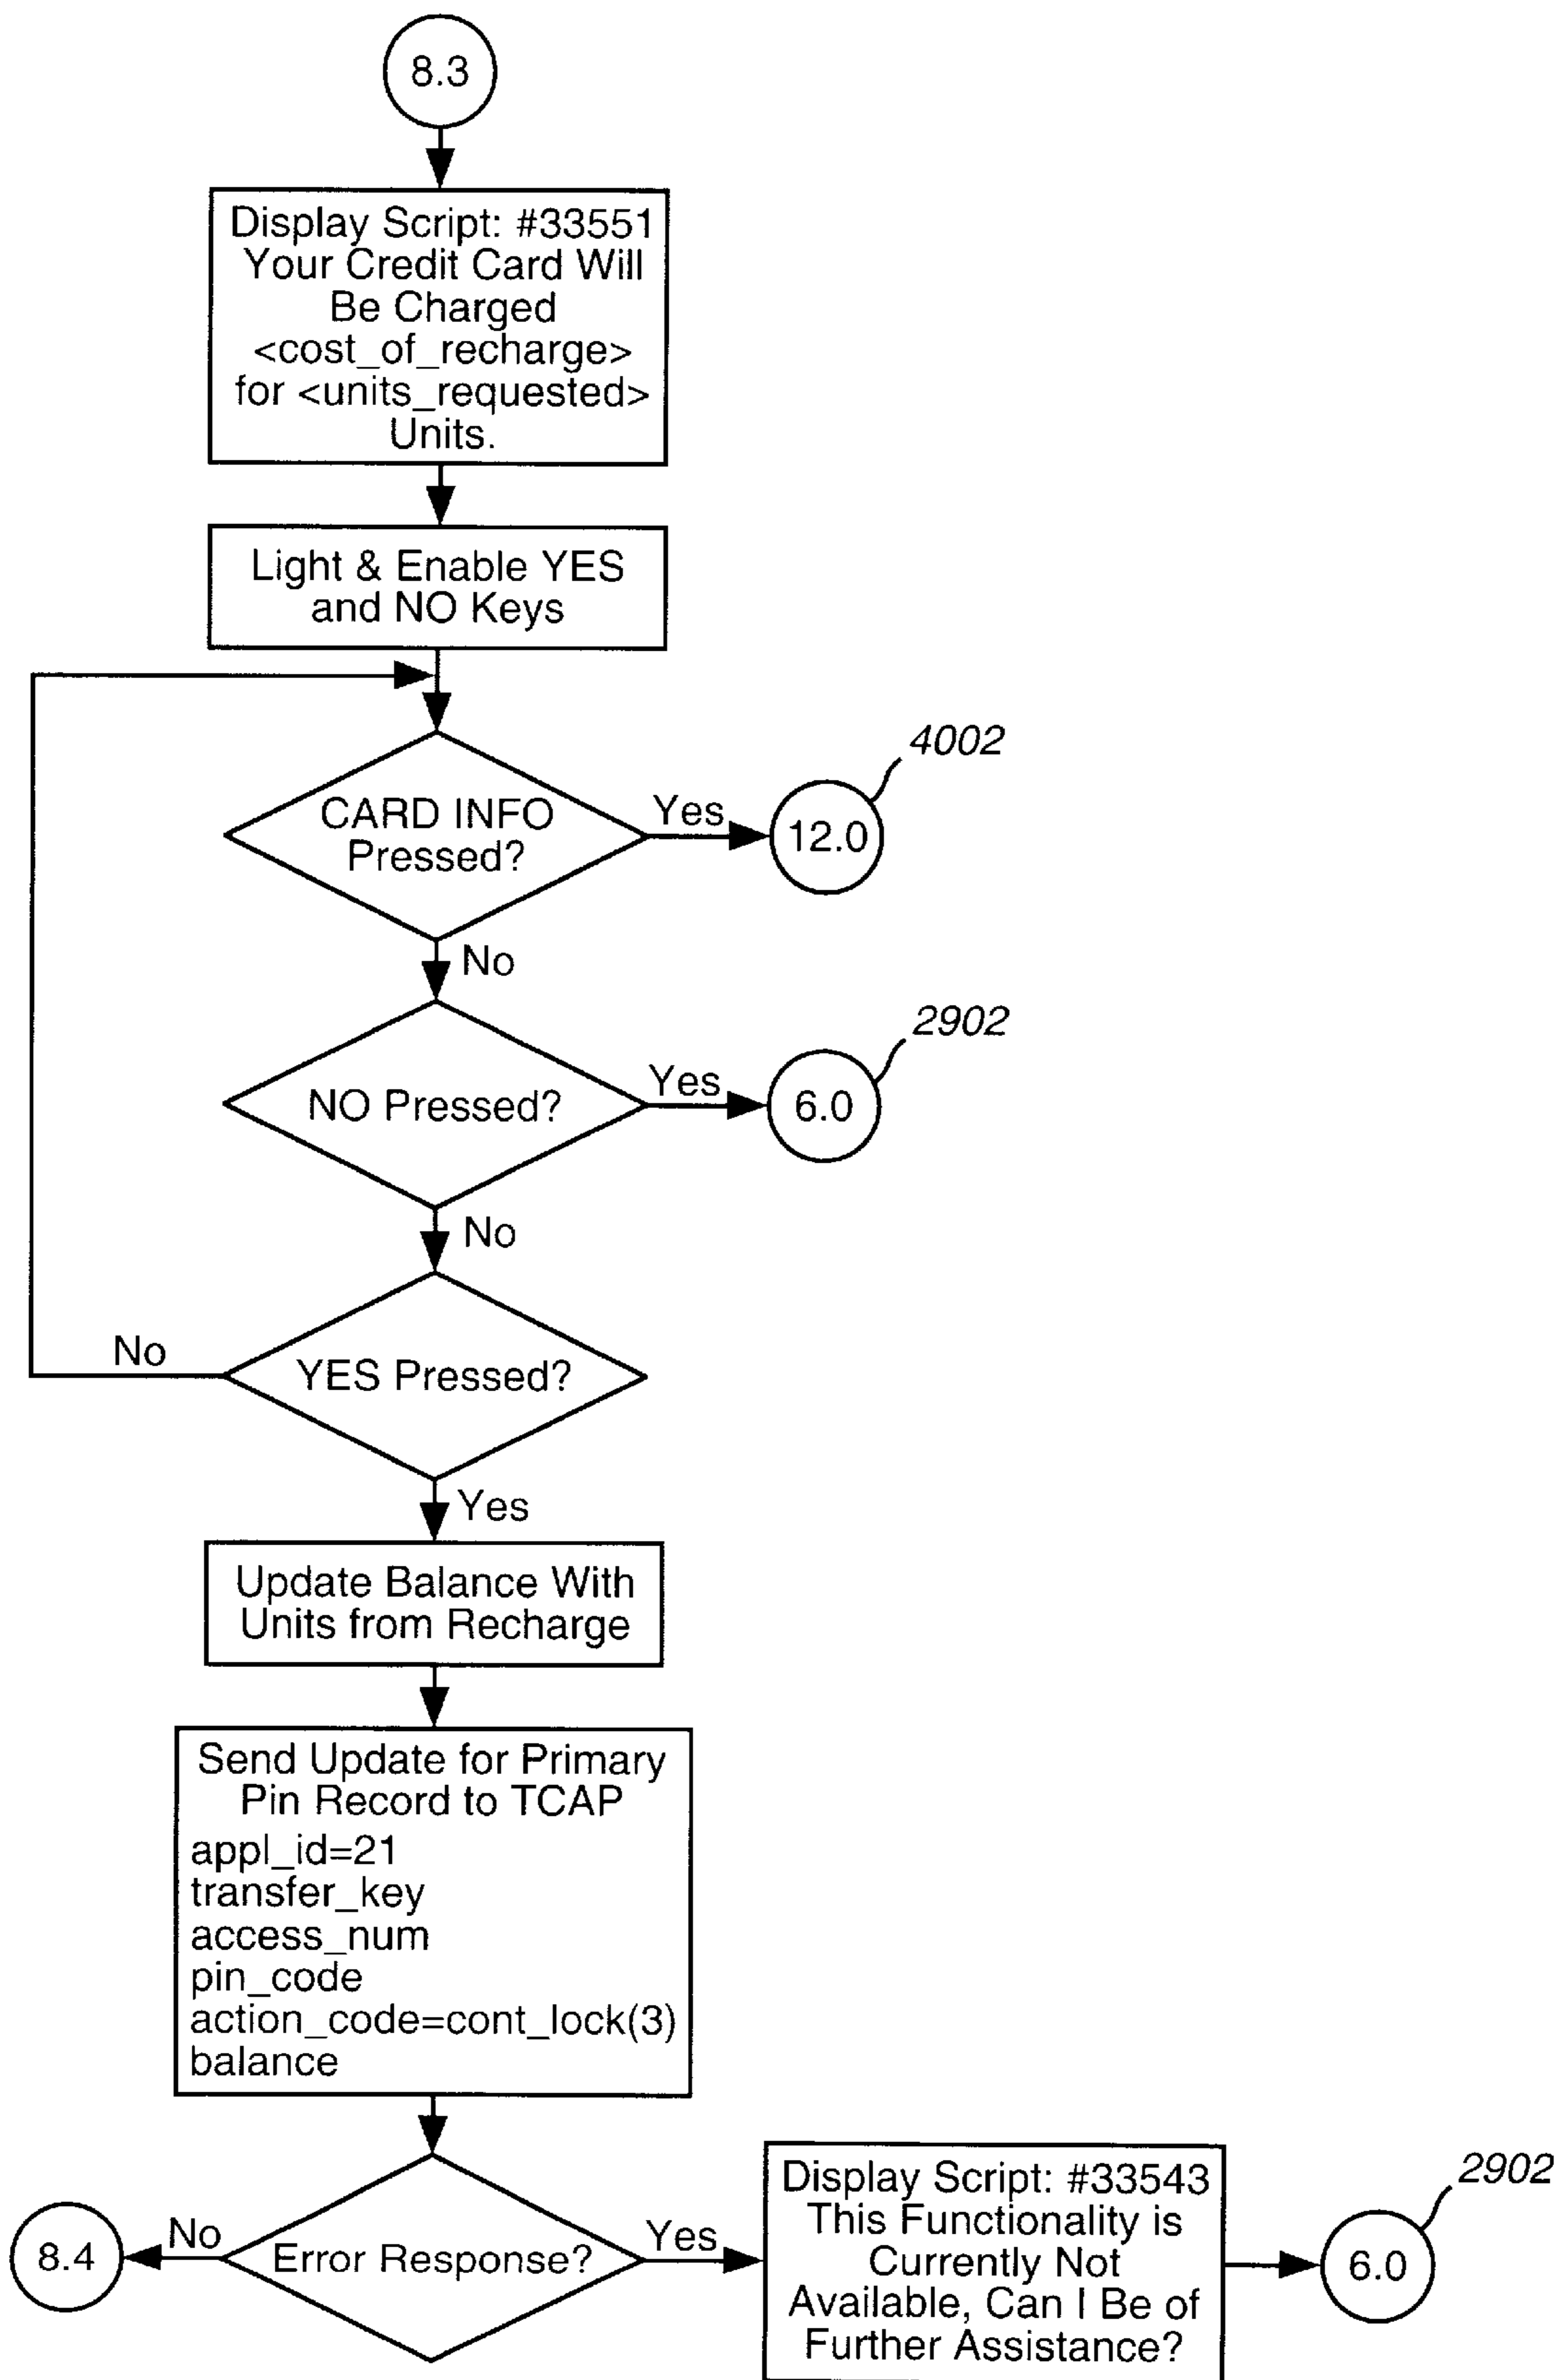 8.3
Display Script: #33551
Your Credit Card Will
Be Charged
<cost_of_recharge>
for <units_requested>
Units.
Light & Enable YES
and NO Keys
4002
CARD INFO
Pressed?
Yes
12.0
No
2902
NO Pressed?
Yes
6.0
No
YES Pressed?
No
Yes
Update Balance With
Units from Recharge
Send Update for Primary
Pin Record to TCAP
appl_id=21
transfer_key
access_num
pin_code
action_code=cont_lock(3)
balance
Error Response?
No
8.4
Yes
Display Script: #33543
This Functionality is
Currently Not
Available, Can I Be of
Further Assistance?
2902
6.0